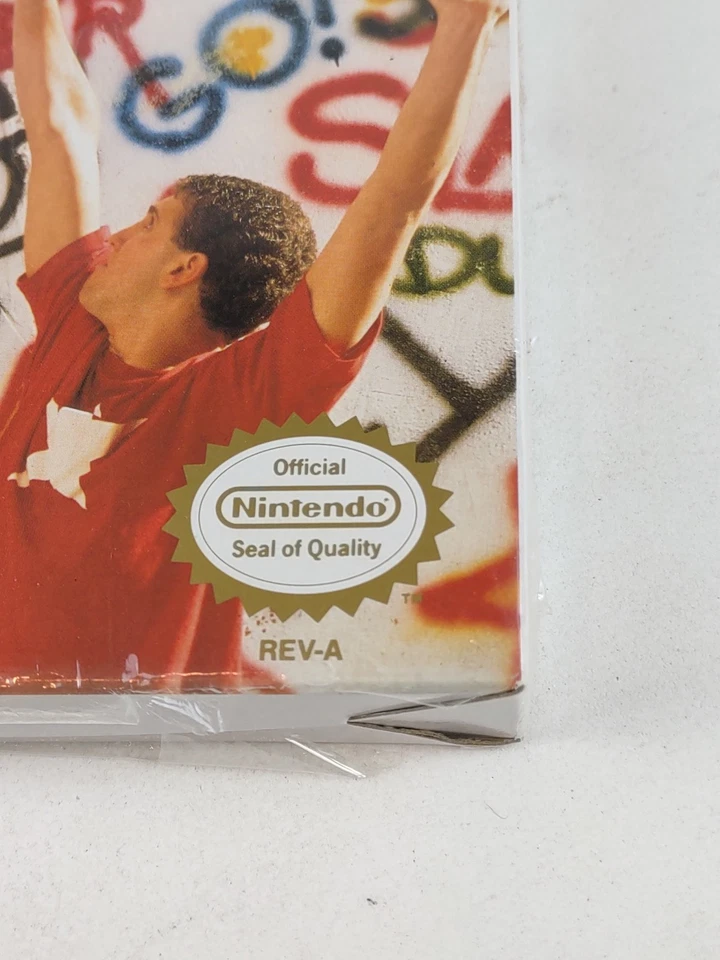 GO!
Official
Nintendo
Seal of Quality
TM
REV-A